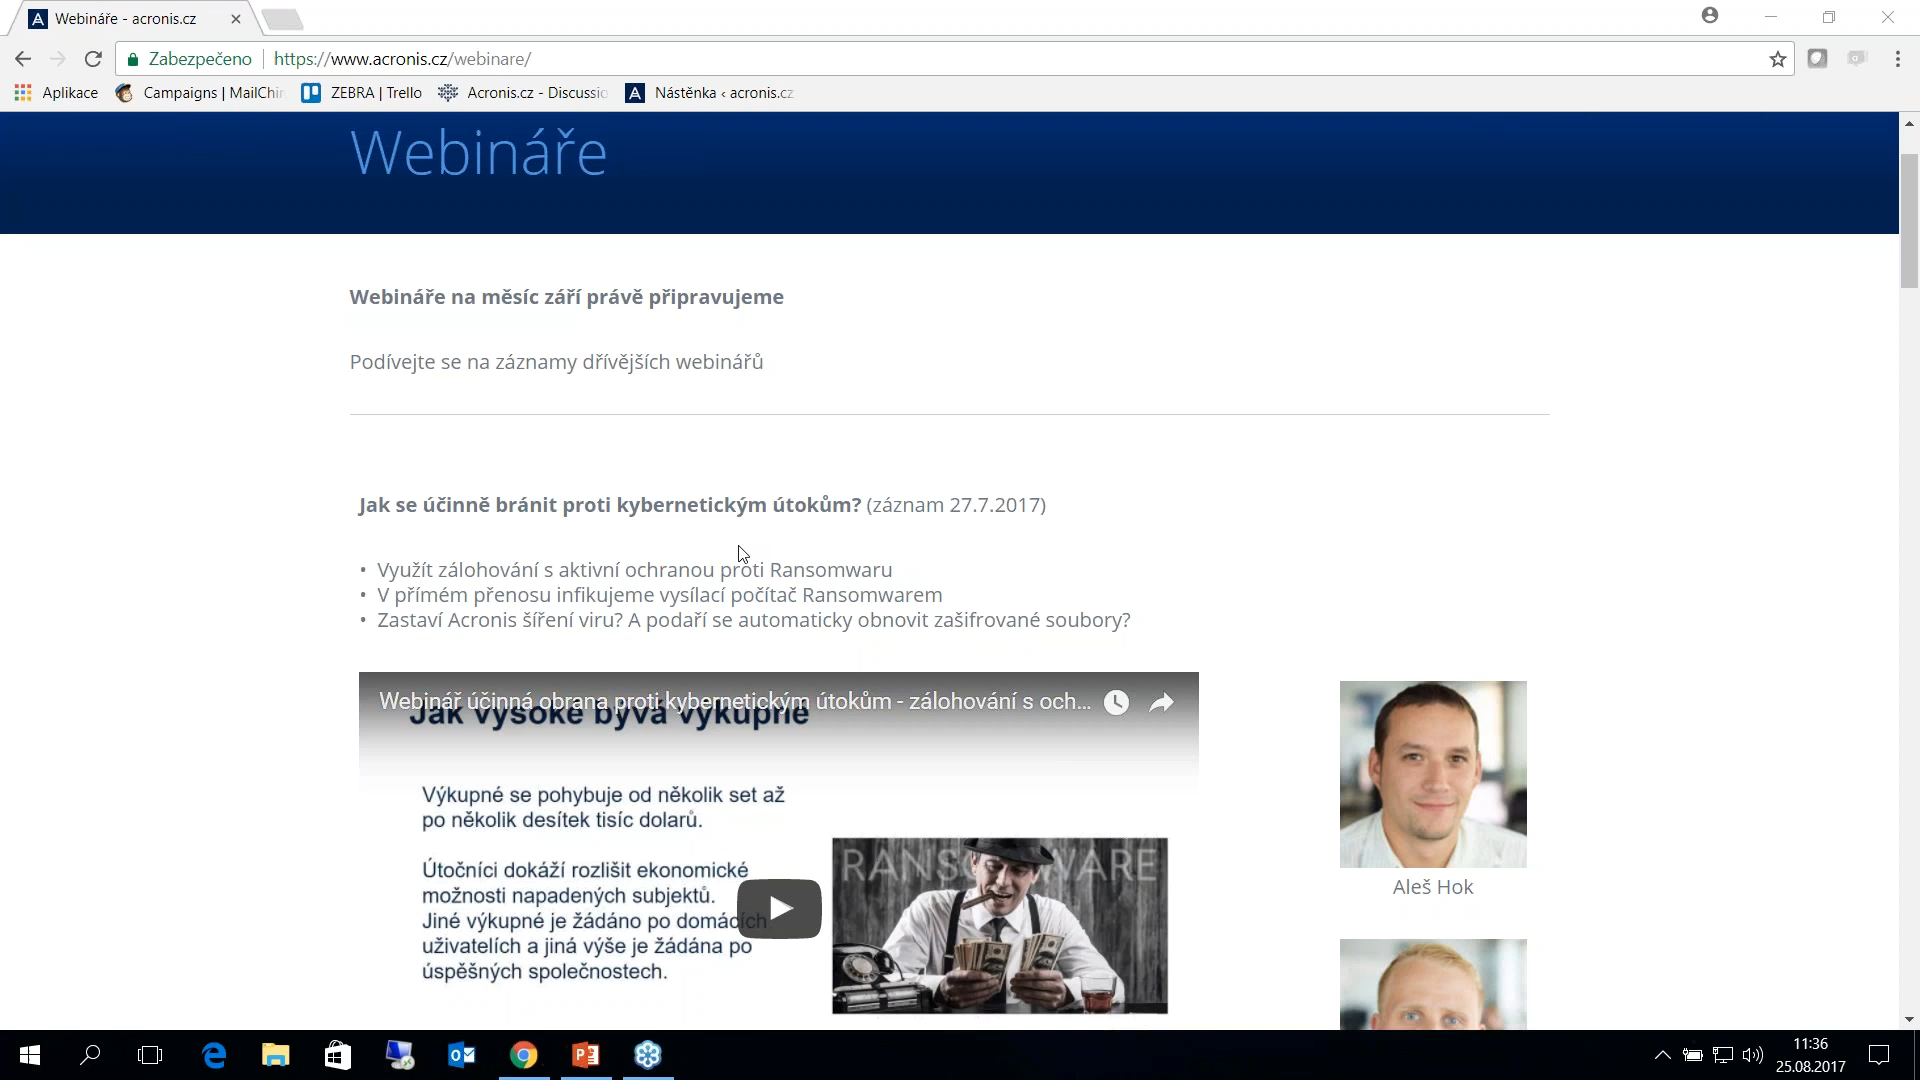 Webináře - acronis.cz
Zabezpečeno
https://www.acronis.cz/webinare/
Aplikace
Campaigns | MailChi
ZEBRA | Trello
Acronis.cz - Discussio
Nástěnka ‹ acronis.cz
Webináře
Webináře na měsíc září právě připravujeme
Podívejte se na záznamy dřívějších webinářů
Jak se účinně bránit proti kybernetickým útokům? (záznam 27.7.2017)
• Využít zálohování s aktivní ochranou proti Ransomwaru
• V přímém přenosu infikujeme vysílací počítač Ransomwarem
• Zastaví Acronis šíření viru? A podaří se automaticky obnovit zašifrované soubory?
Webinář účinná obrana proti kybernetickým útokům - zálohování s och...
Jak vysoké bývá výkupné
Výkupné se pohybuje od několik set až
po několik desítek tisíc dolarů.
Útočníci dokáží rozlišit ekonomické
možnosti napadených subjektů.
Jiné výkupné je žádáno po domácích
uživatelích a jiná výše je žádána po
úspěšných společnostech.
RANSOMWARE
Aleš Hok
11:36
25.08.2017